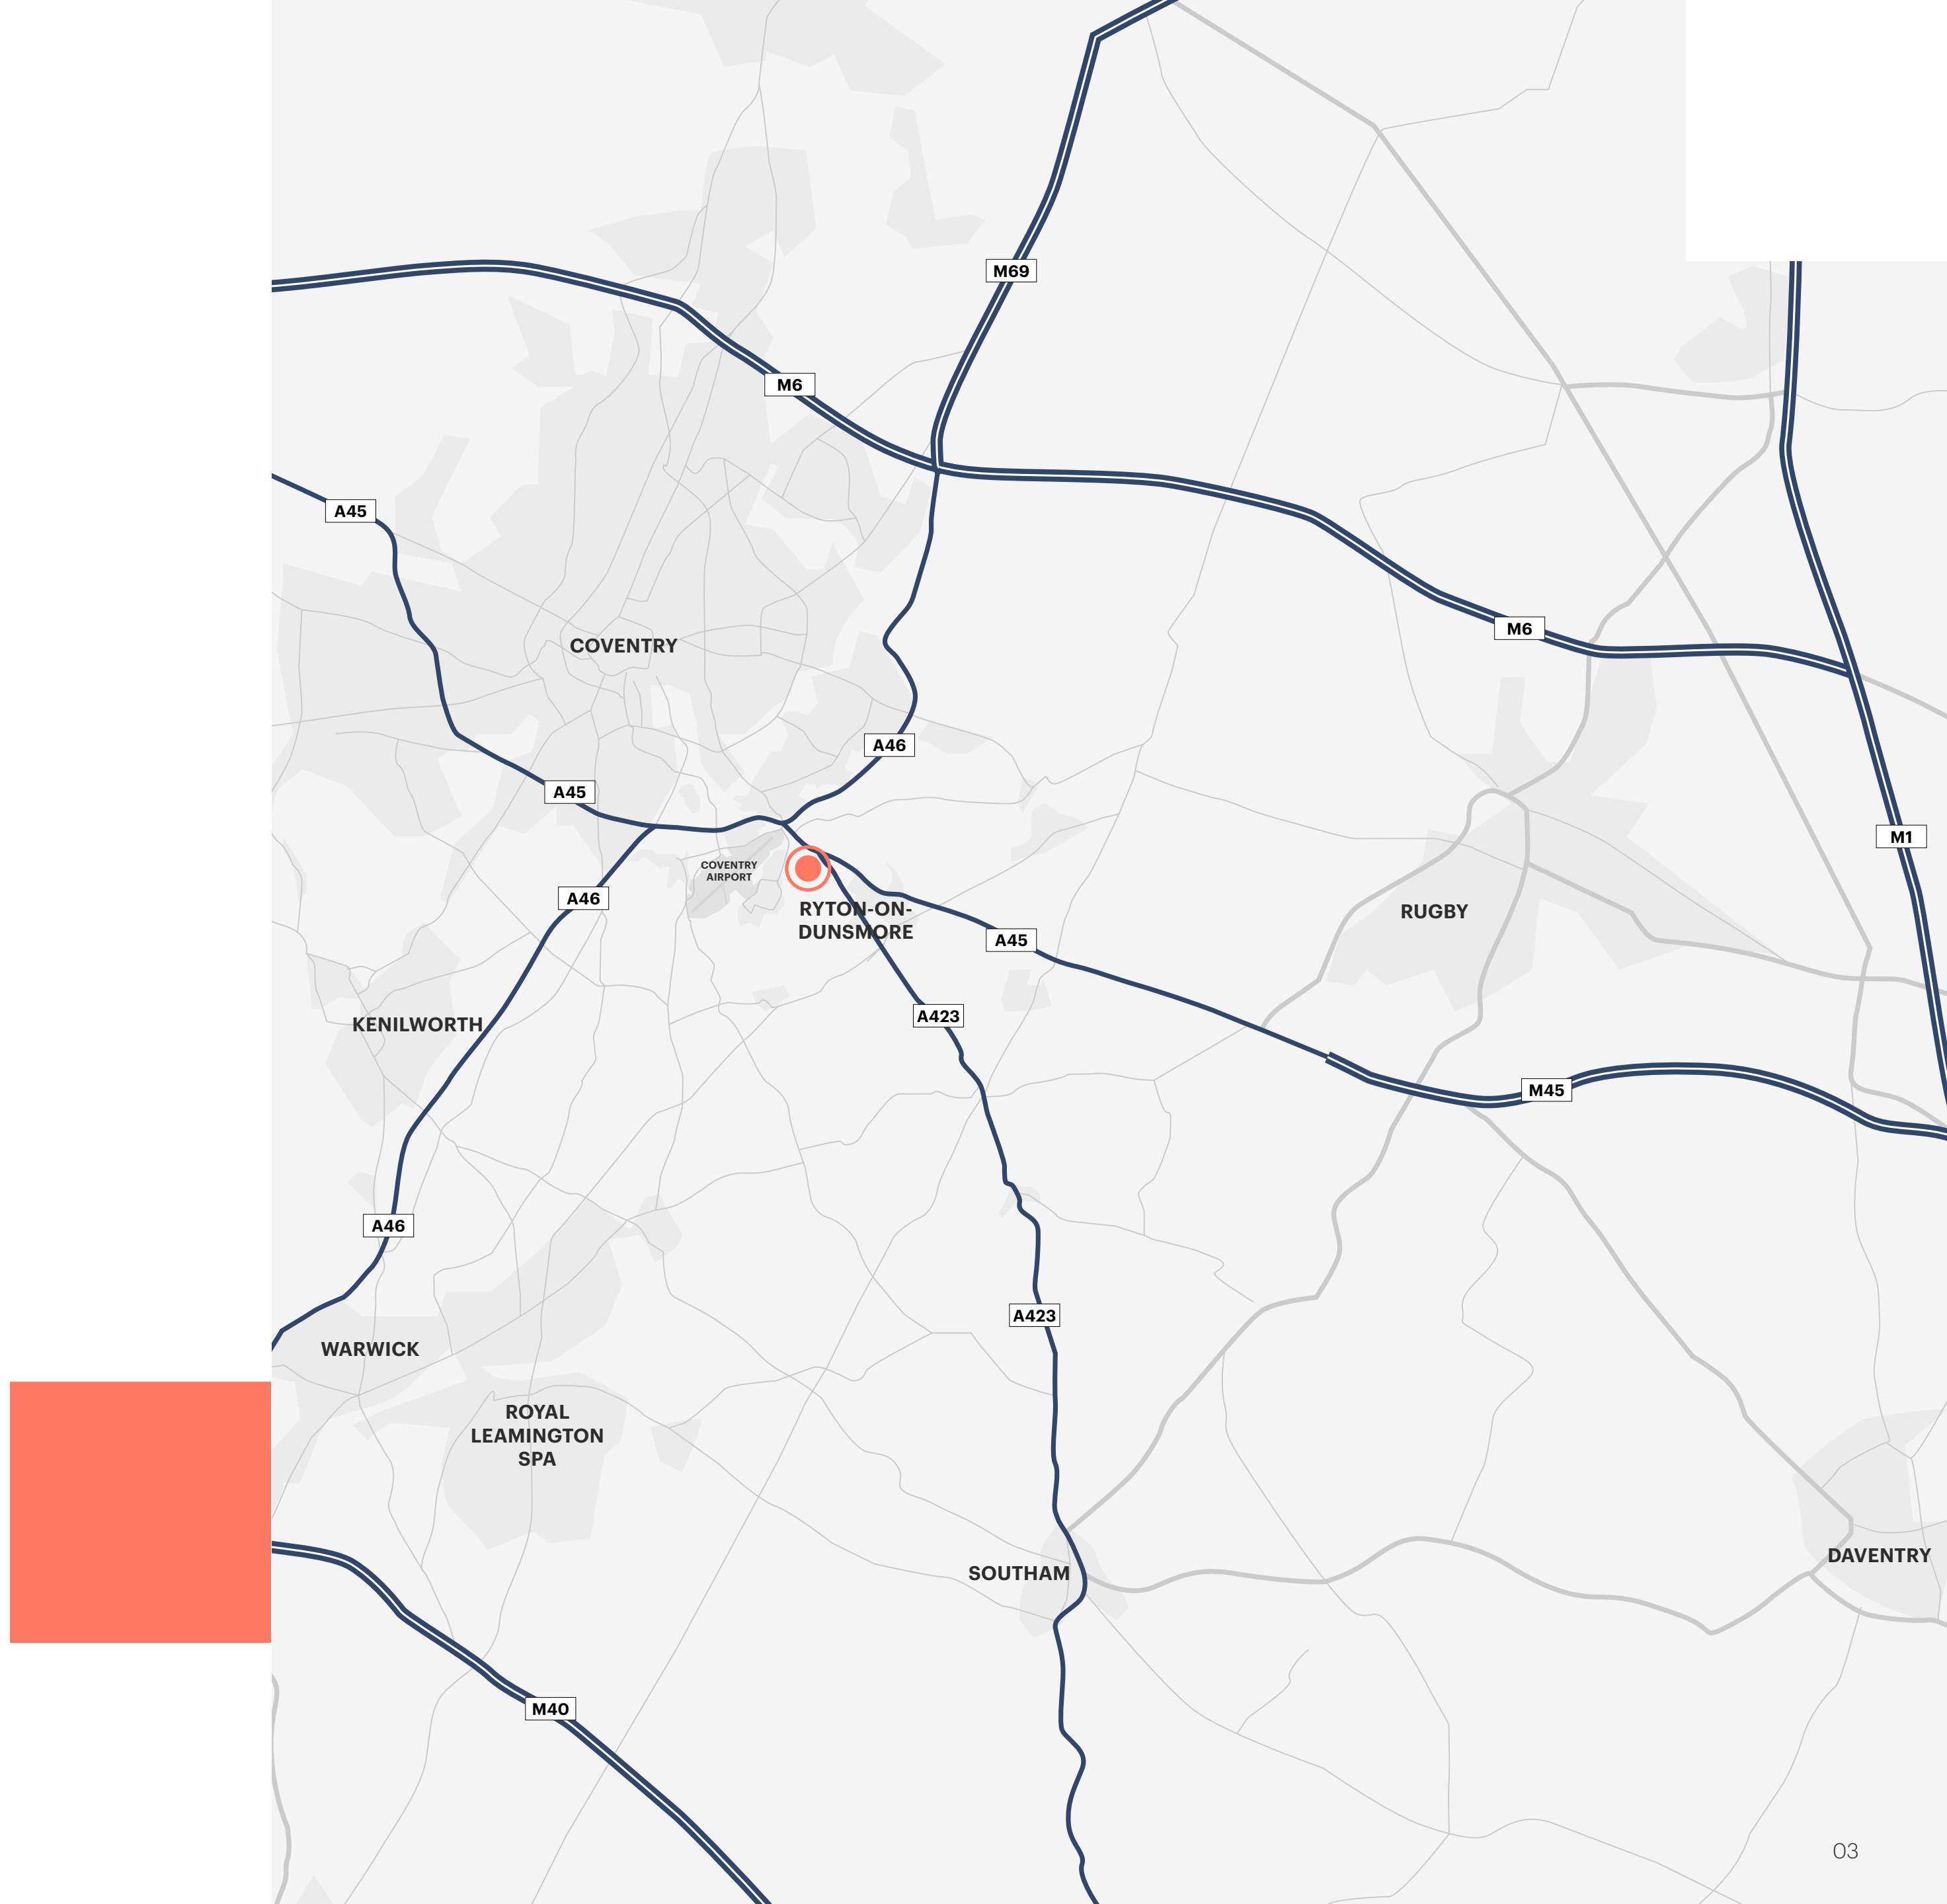 M69
M6
A45
M6
COVENTRY
A46
A45
M1
COVENTRY
AIRPORT
A46
RYTON-ON-
DUNSMORE
RUGBY
A45
A423
KENILWORTH
M45
A46
A423
WARWICK
ROYAL
LEAMINGTON
SPA
DAVENTRY
SOUTHAM
M40
03